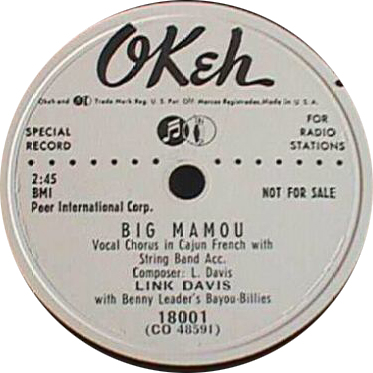 OKeh
Okeh and Trade Mark Reg. U. S. Pat. Off. Marcas Registradas. Made in U. S. A.
SPECIAL RECORD
FOR RADIO STATIONS
2:45
BMI
NOT FOR SALE
Peer International Corp.
BIG MAMOU
Vocal Chorus in Cajun French with
String Band Acc.
Composer: L. Davis
LINK DAVIS
with Benny Leader's Bayou-Billies
18001
(CO 48591)